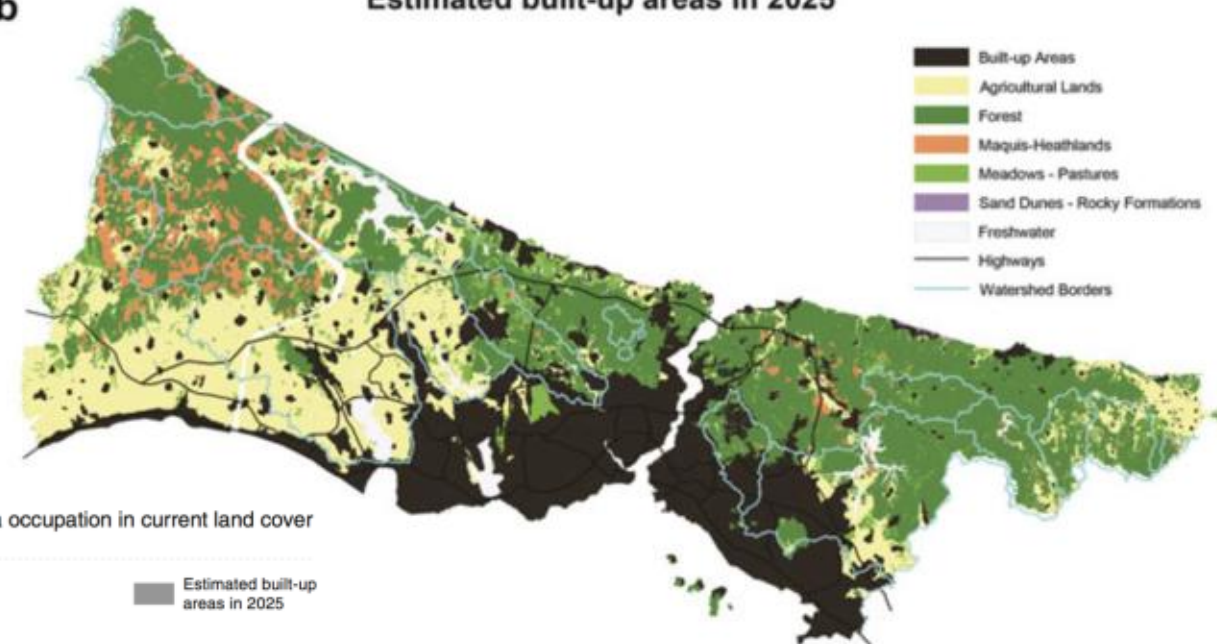 b
Estimated built-up areas in 2025
Built-up Areas
Agricultural Lands
Forest
Maquis-Heathlands
Meadows - Pastures
Sand Dunes - Rocky Formations
Freshwater
Highways
Watershed Borders
occupation in current land cover
Estimated built-up
areas in 2025